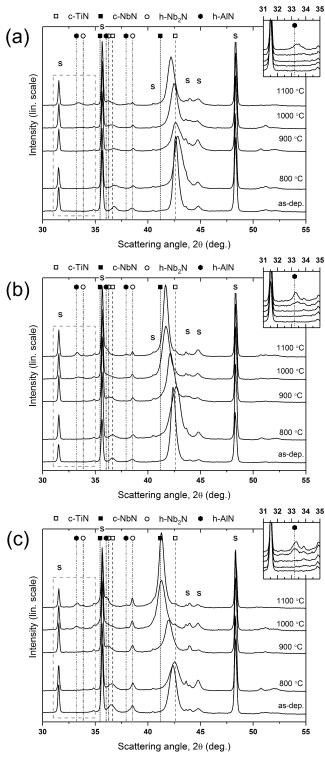 □ c-TiN ■ c-NbN ○ h-Nb2N ⬣ h-AlN
31 32 33 34 35
(a)
S
S
S S
S
1100 °C
1000 °C
900 °C
800 °C
as-dep.
Intensity (lin. scale)
30 35 40 45 50 55
Scattering angle, 2θ (deg.)
□ c-TiN ■ c-NbN ○ h-Nb2N ⬣ h-AlN
31 32 33 34 35
(b)
S
S
S S
S
1100 °C
1000 °C
900 °C
800 °C
as-dep.
Intensity (lin. scale)
30 35 40 45 50 55
Scattering angle, 2θ (deg.)
□ c-TiN ■ c-NbN ○ h-Nb2N ⬣ h-AlN
31 32 33 34 35
(c)
S
S
S S
S
1100 °C
1000 °C
900 °C
800 °C
as-dep.
Intensity (lin. scale)
30 35 40 45 50 55
Scattering angle, 2θ (deg.)